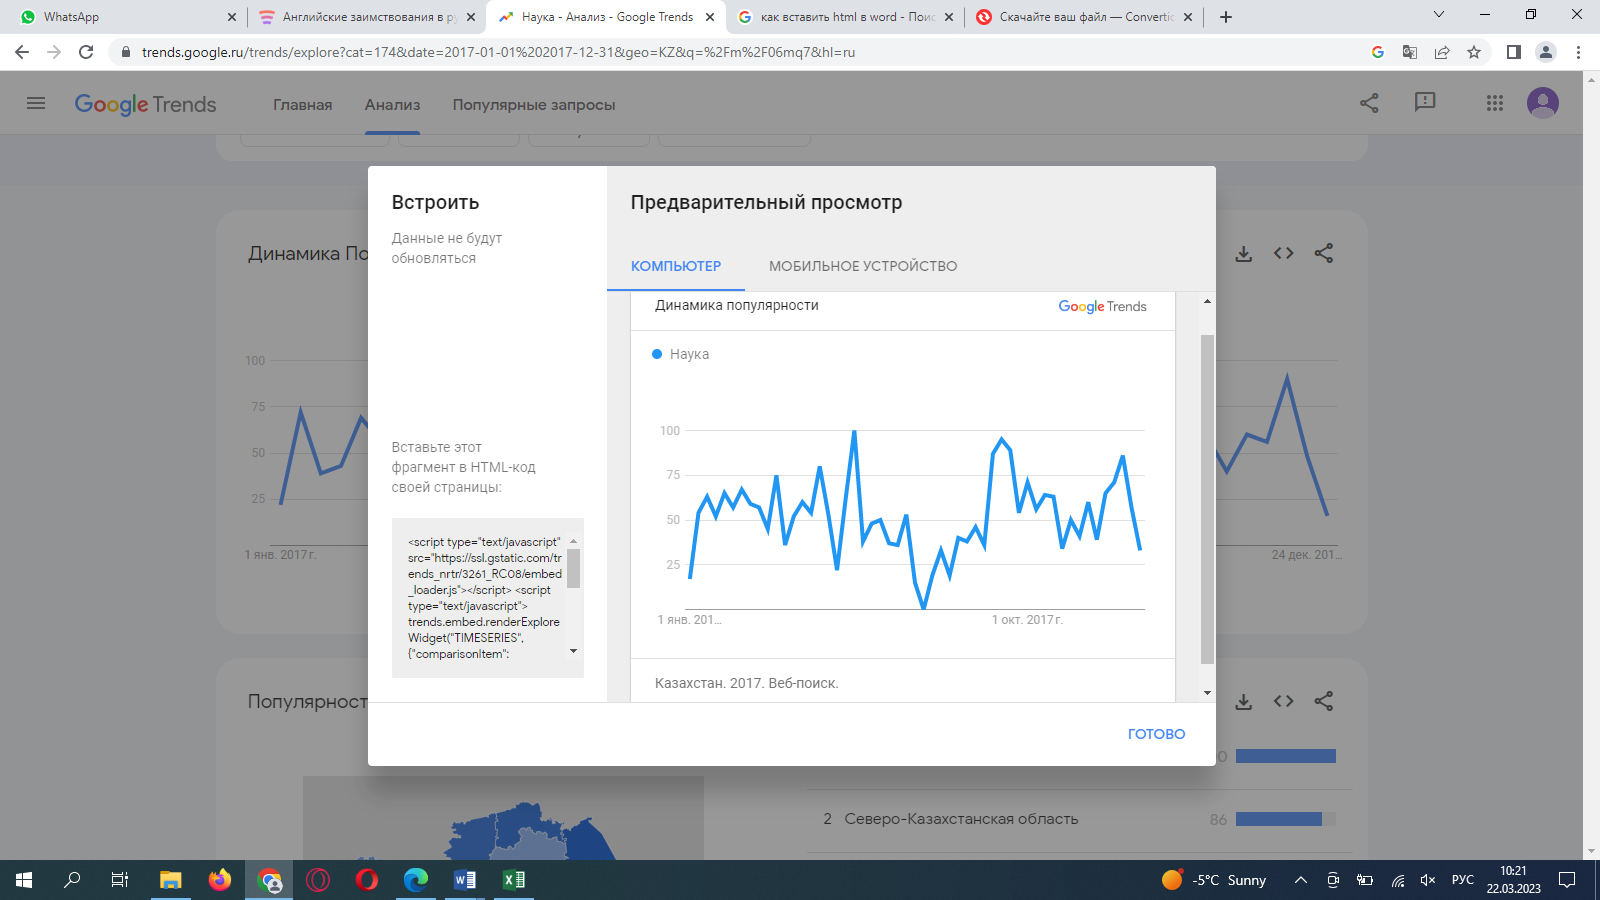 WhatsApp
Английские заимствования в ру
Наука - Анализ - Google Trends
как вставить html в word - Поис
Скачайте ваш файл — Converti
trends.google.ru/trends/explore?cat=174&date=2017-01-01%202017-12-31&geo=KZ&q=%2Fm%2F06mq7&hl=ru
Google Trends
Главная
Анализ
Популярные запросы
Встроить
Данные не будут
обновляться
Предварительный просмотр
КОМПЬЮТЕР
МОБИЛЬНОЕ УСТРОЙСТВО
Динамика По
Динамика популярности
Google Trends
Наука
100
75
50
25
1 янв. 2017 г.
24 дек. 201...
100
75
50
25
1 янв. 201...
1 окт. 2017 г.
Вставьте этот
фрагмент в HTML-код
своей страницы:
<script type="text/javascript"
src="https://ssl.gstatic.com/tr
ends_nrtr/3261_RC08/embed
_loader.js"></script> <script
type="text/javascript">
trends.embed.renderExplore
Widget("TIMESERIES",
{"comparisonItem":
Казахстан. 2017. Веб-поиск.
ГОТОВО
Популярност
2 Северо-Казахстанская область 86
-5°C Sunny
РУС
10:21
22.03.2023